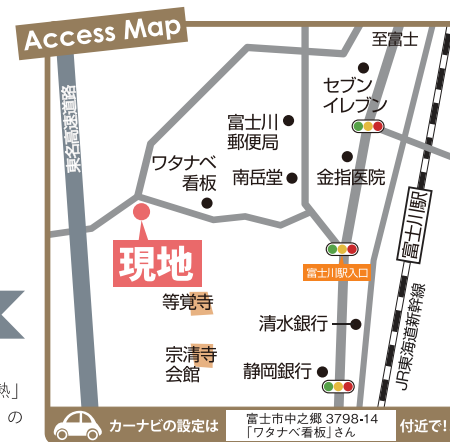 Access Map
至富士
東名高速道路
セブン
イレブン
富士川
郵便局
ワタナベ
看板
南岳堂
金指医院
富士川駅
現地
富士川駅入口
等覚寺
清水銀行
JR東海道新幹線
宗清寺
会館
静岡銀行
熱」
の
カーナビの設定は
富士市中之郷 3798-14
「ワタナベ看板」さん
付近で!